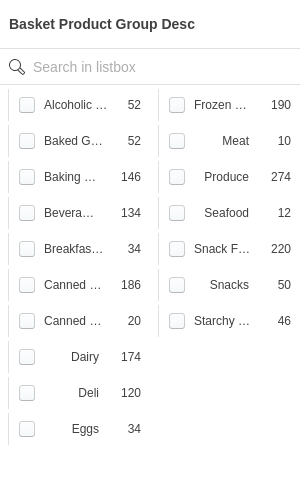 Basket Product Group Desc
Search in listbox
Alcoholic ... 52
Baked G... 52
Baking ... 146
Bevera... 134
Breakfas... 34
Canned ... 186
Canned ... 20
Dairy 174
Deli 120
Eggs 34
Frozen ... 190
Meat 10
Produce 274
Seafood 12
Snack F... 220
Snacks 50
Starchy ... 46